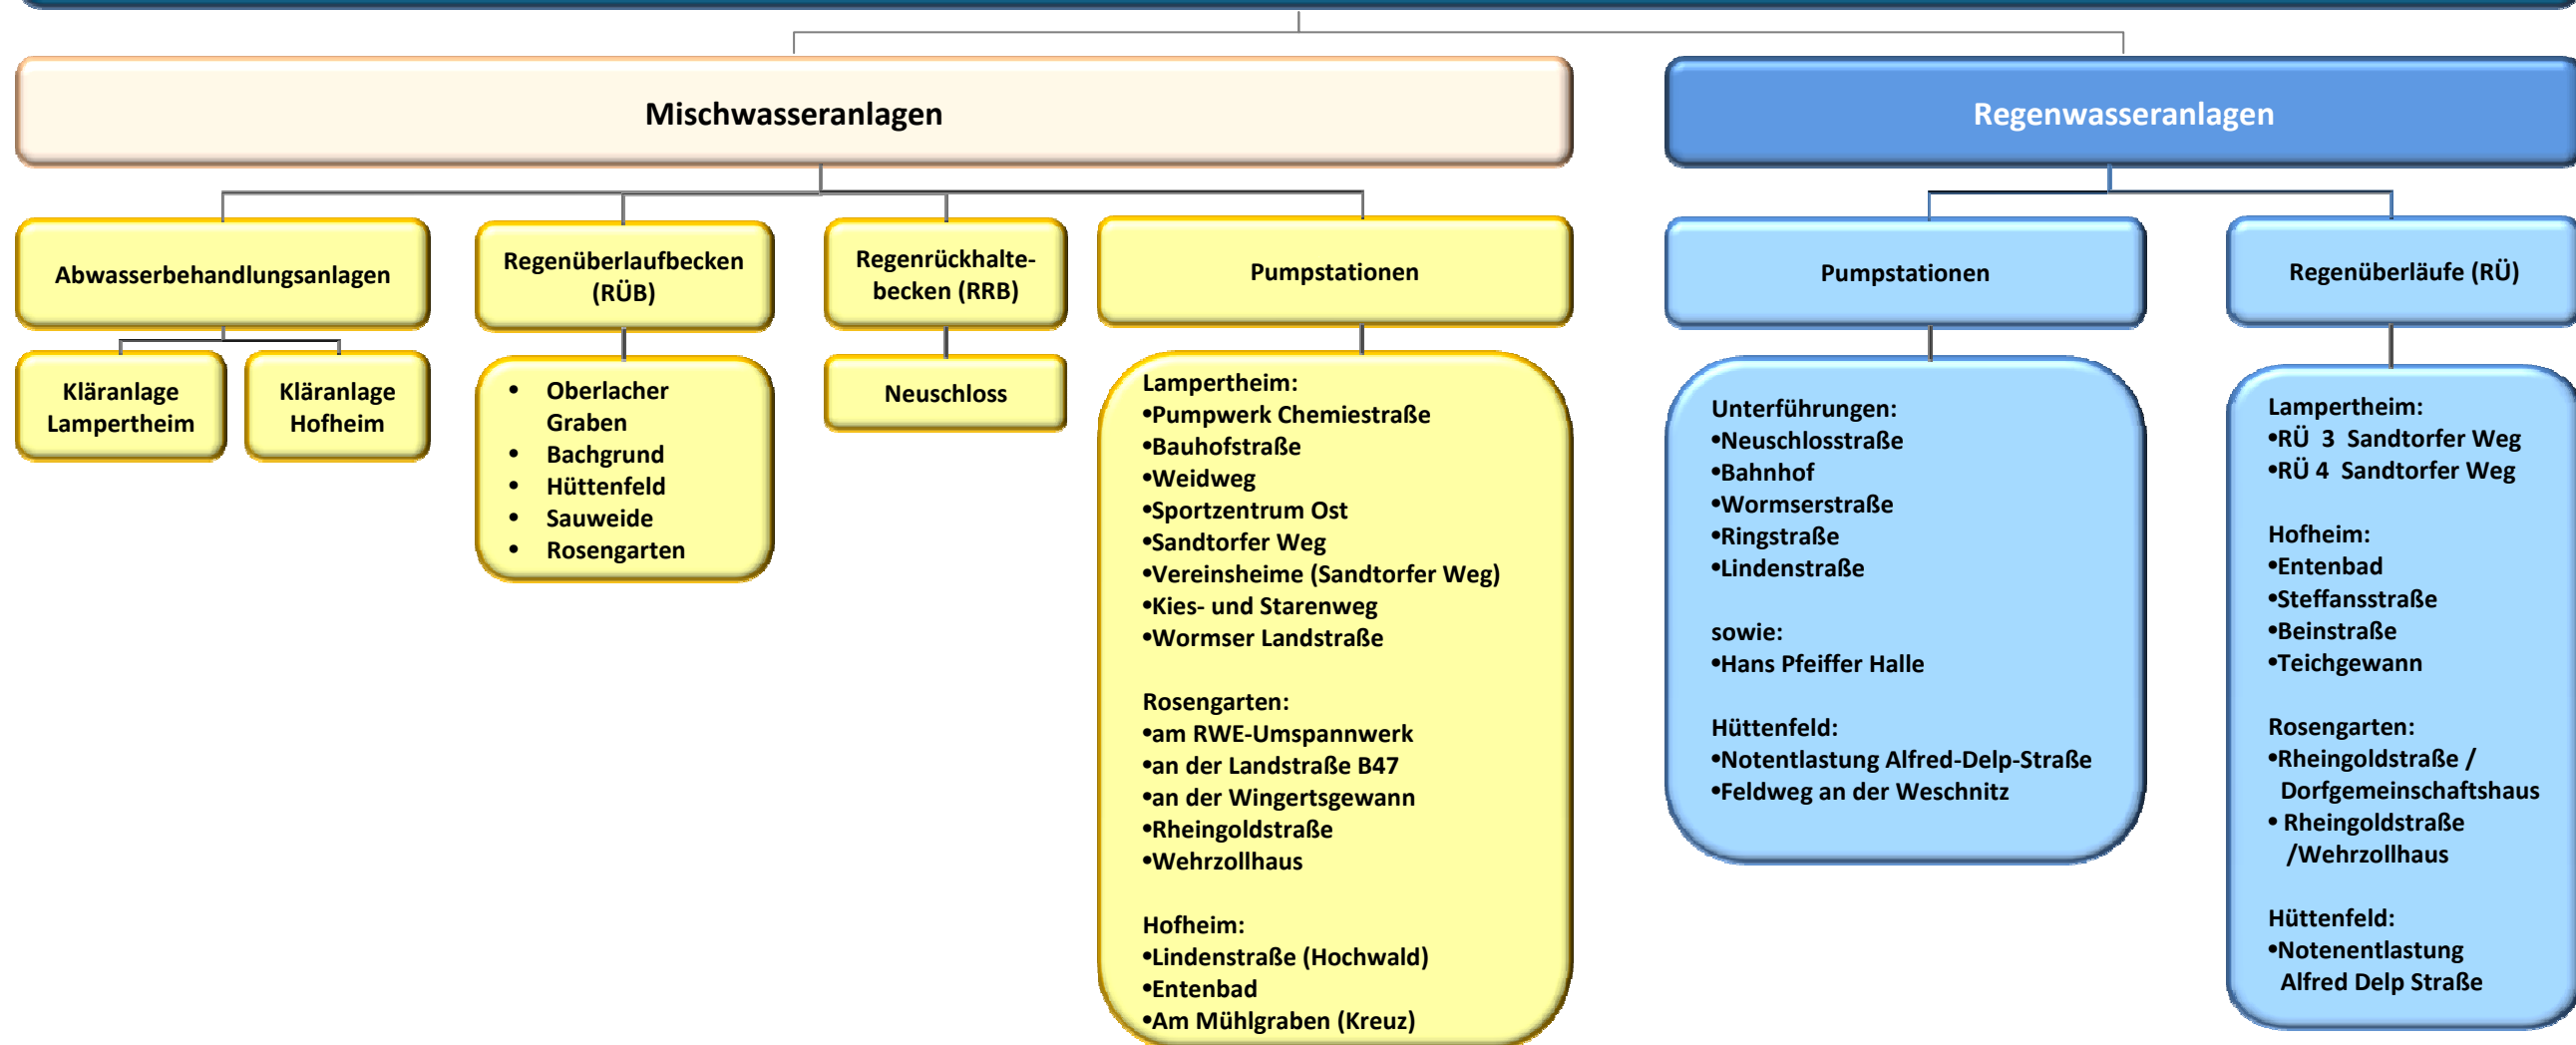 Mischwasseranlagen
Regenwasseranlagen
Abwasserbehandlungsanlagen
Kläranlage
Lampertheim
Kläranlage
Hofheim
Regenüberlaufbecken
(RÜB)
• Oberlacher
Graben
• Bachgrund
• Hüttenfeld
• Sauweide
• Rosengarten
Regenrückhalte-
becken (RRB)
Neuschloss
Pumpstationen
Lampertheim:
•Pumpwerk Chemiestraße
•Bauhofstraße
•Weidweg
•Sportzentrum Ost
•Sandtorfer Weg
•Vereinsheime (Sandtorfer Weg)
•Kies- und Starenweg
•Wormser Landstraße
Rosengarten:
•am RWE-Umspannwerk
•an der Landstraße B47
•an der Wingertsgewann
•Rheingoldstraße
•Wehrzollhaus
Hofheim:
•Lindenstraße (Hochwald)
•Entenbad
•Am Mühlgraben (Kreuz)
Pumpstationen
Unterführungen:
•Neuschlosstraße
•Bahnhof
•Wormserstraße
•Ringstraße
•Lindenstraße
sowie:
•Hans Pfeiffer Halle
Hüttenfeld:
•Notentlastung Alfred-Delp-Straße
•Feldweg an der Weschnitz
Regenüberläufe (RÜ)
Lampertheim:
•RÜ 3 Sandtorfer Weg
•RÜ 4 Sandtorfer Weg
Hofheim:
•Entenbad
•Steffansstraße
•Beinstraße
•Teichgewann
Rosengarten:
•Rheingoldstraße /
Dorfgemeinschaftshaus
• Rheingoldstraße
/Wehrzollhaus
Hüttenfeld:
•Notenentlastung
Alfred Delp Straße